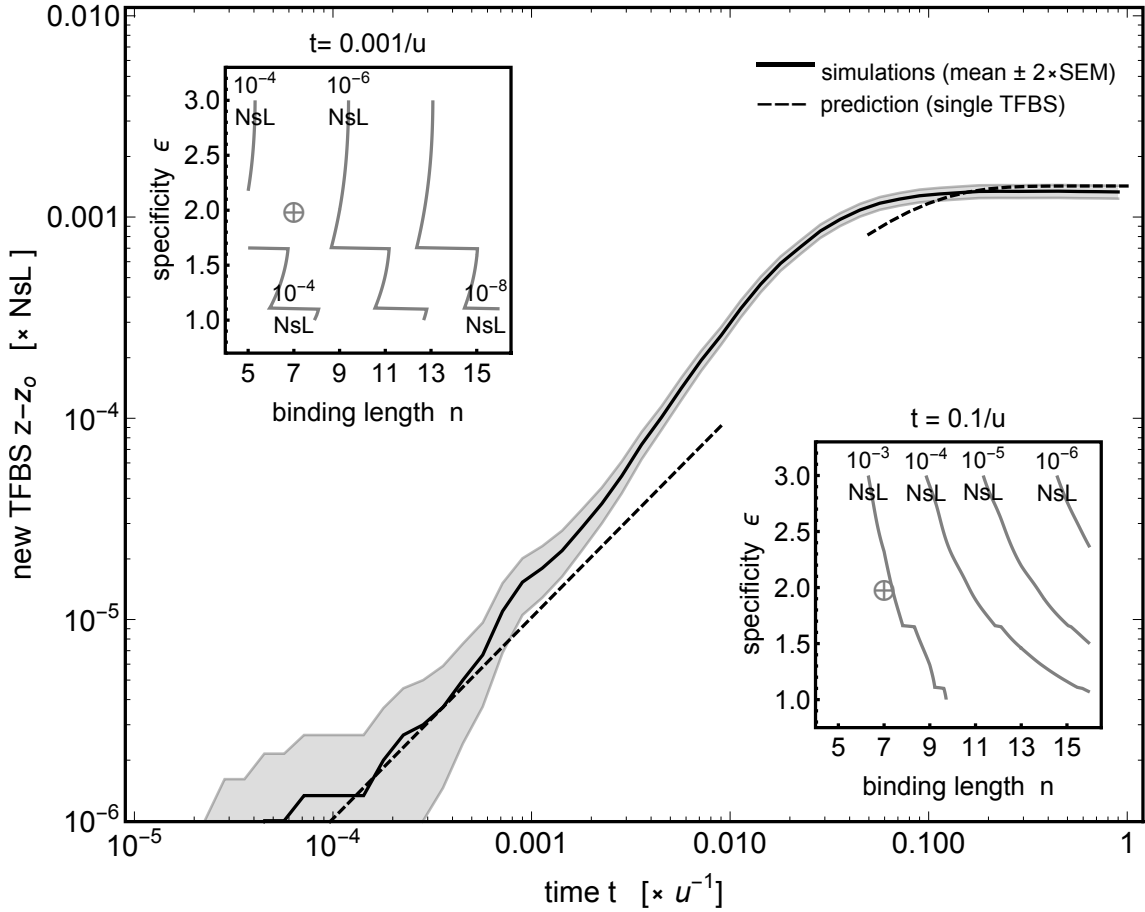 0.010
0.001
10⁻⁴
10⁻⁵
10⁻⁶
new TFBS z−zₒ [× NsL]
10⁻⁵
10⁻⁴
0.001
0.010
0.100
1
time t [× u⁻¹]
simulations (mean ± 2×SEM)
prediction (single TFBS)
t= 0.001/u
10⁻⁴
NsL
10⁻⁶
NsL
10⁻⁴
NsL
10⁻⁸
NsL
3.0
2.5
2.0
1.5
1.0
specificity ϵ
5 7 9 11 13 15
binding length n
t = 0.1/u
10⁻³
NsL
10⁻⁴
NsL
10⁻⁵
NsL
10⁻⁶
NsL
3.0
2.5
2.0
1.5
1.0
specificity ϵ
5 7 9 11 13 15
binding length n